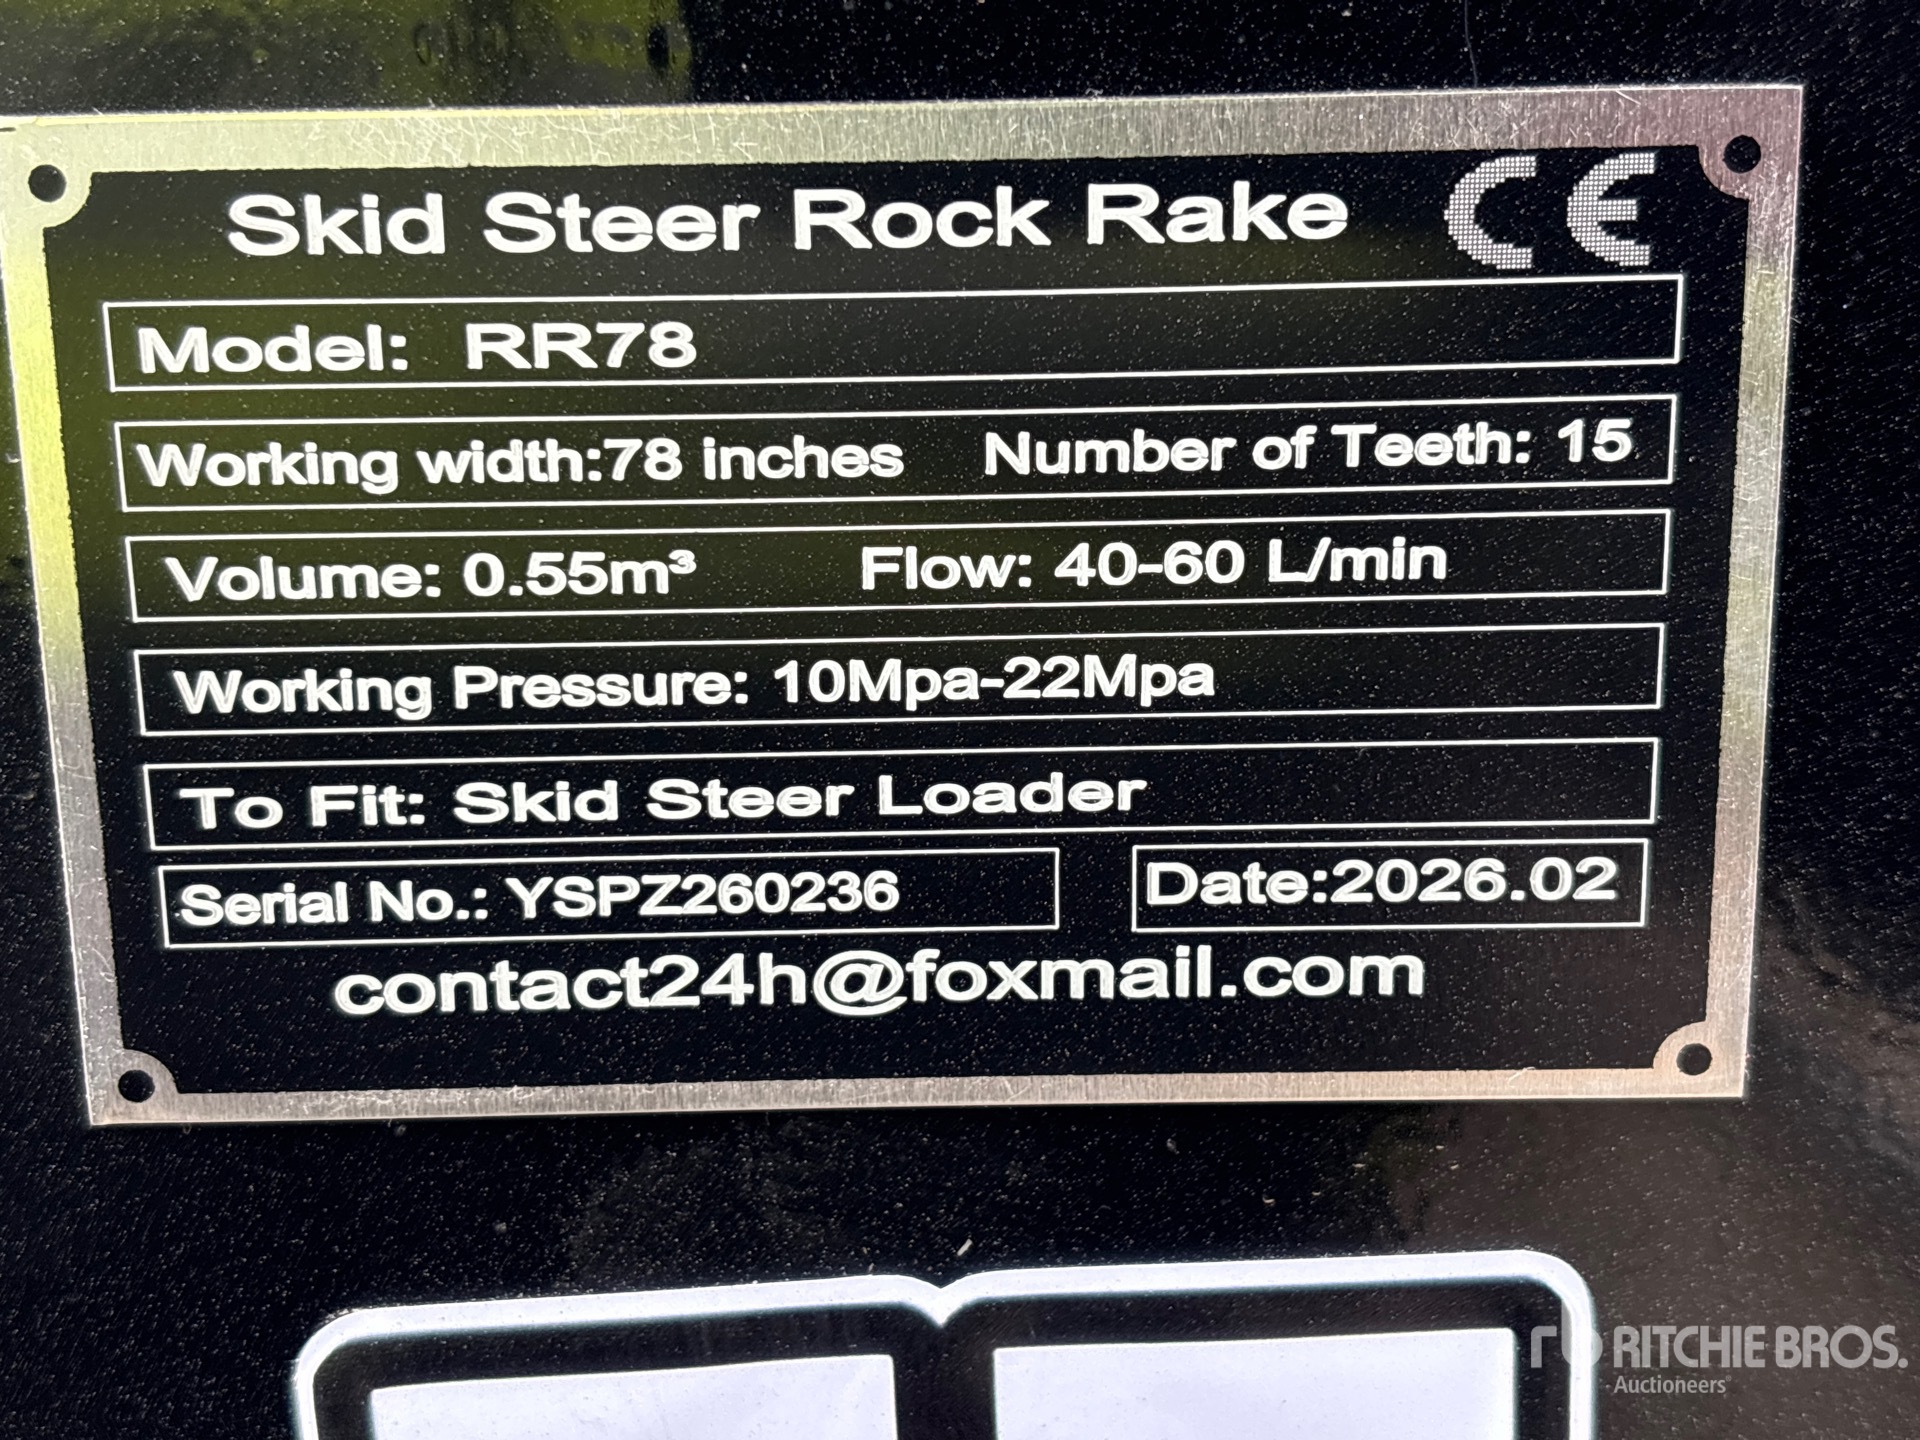 Skid Steer Rock Rake CE
Model: RR78
Working width:78 inches Number of Teeth: 15
Volume: 0.55m³ Flow: 40-60 L/min
Working Pressure: 10Mpa-22Mpa
To Fit: Skid Steer Loader
Serial No.: YSPZ260236 Date:2026.02
contact24h@foxmail.com
rb RITCHIE BROS.
Auctioneers